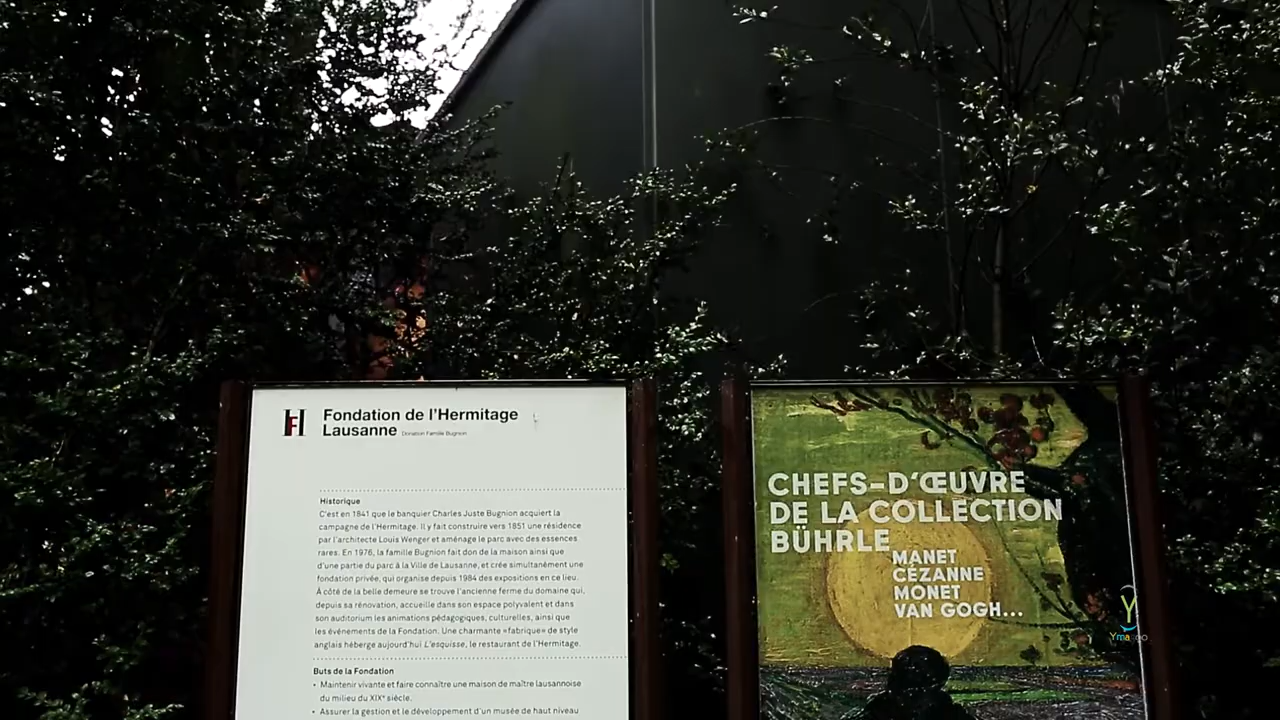 Fondation de l'Hermitage
Lausanne Donation Famille Bugnion
Historique
C'est en 1841 que le banquier Charles Juste Bugnion acquiert la
campagne de l'Hermitage. Il y fait construire vers 1851 une résidence
par l'architecte Louis Wenger et aménage le parc avec des essences
rares. En 1976, la famille Bugnion fait don de la maison ainsi que
d'une partie du parc à la Ville de Lausanne, et crée simultanément une
fondation privée, qui organise depuis 1984 des expositions en ce lieu.
À côté de la belle demeure se trouve l'ancienne ferme du domaine qui,
depuis sa rénovation, accueille dans son espace polyvalent et dans
son auditorium les animations pédagogiques, culturelles, ainsi que
les événements de la Fondation. Une charmante «fabrique» de style
anglais héberge aujourd'hui L'esquisse, le restaurant de l'Hermitage.
Buts de la Fondation
• Maintenir vivante et faire connaître une maison de maître lausannoise
du milieu du XIXe siècle.
• Assurer la gestion et le développement d'un musée de haut niveau
CHEFS-D'ŒUVRE
DE LA COLLECTION
BÜHRLE
MANET
CÉZANNE
MONET
VAN GOGH...